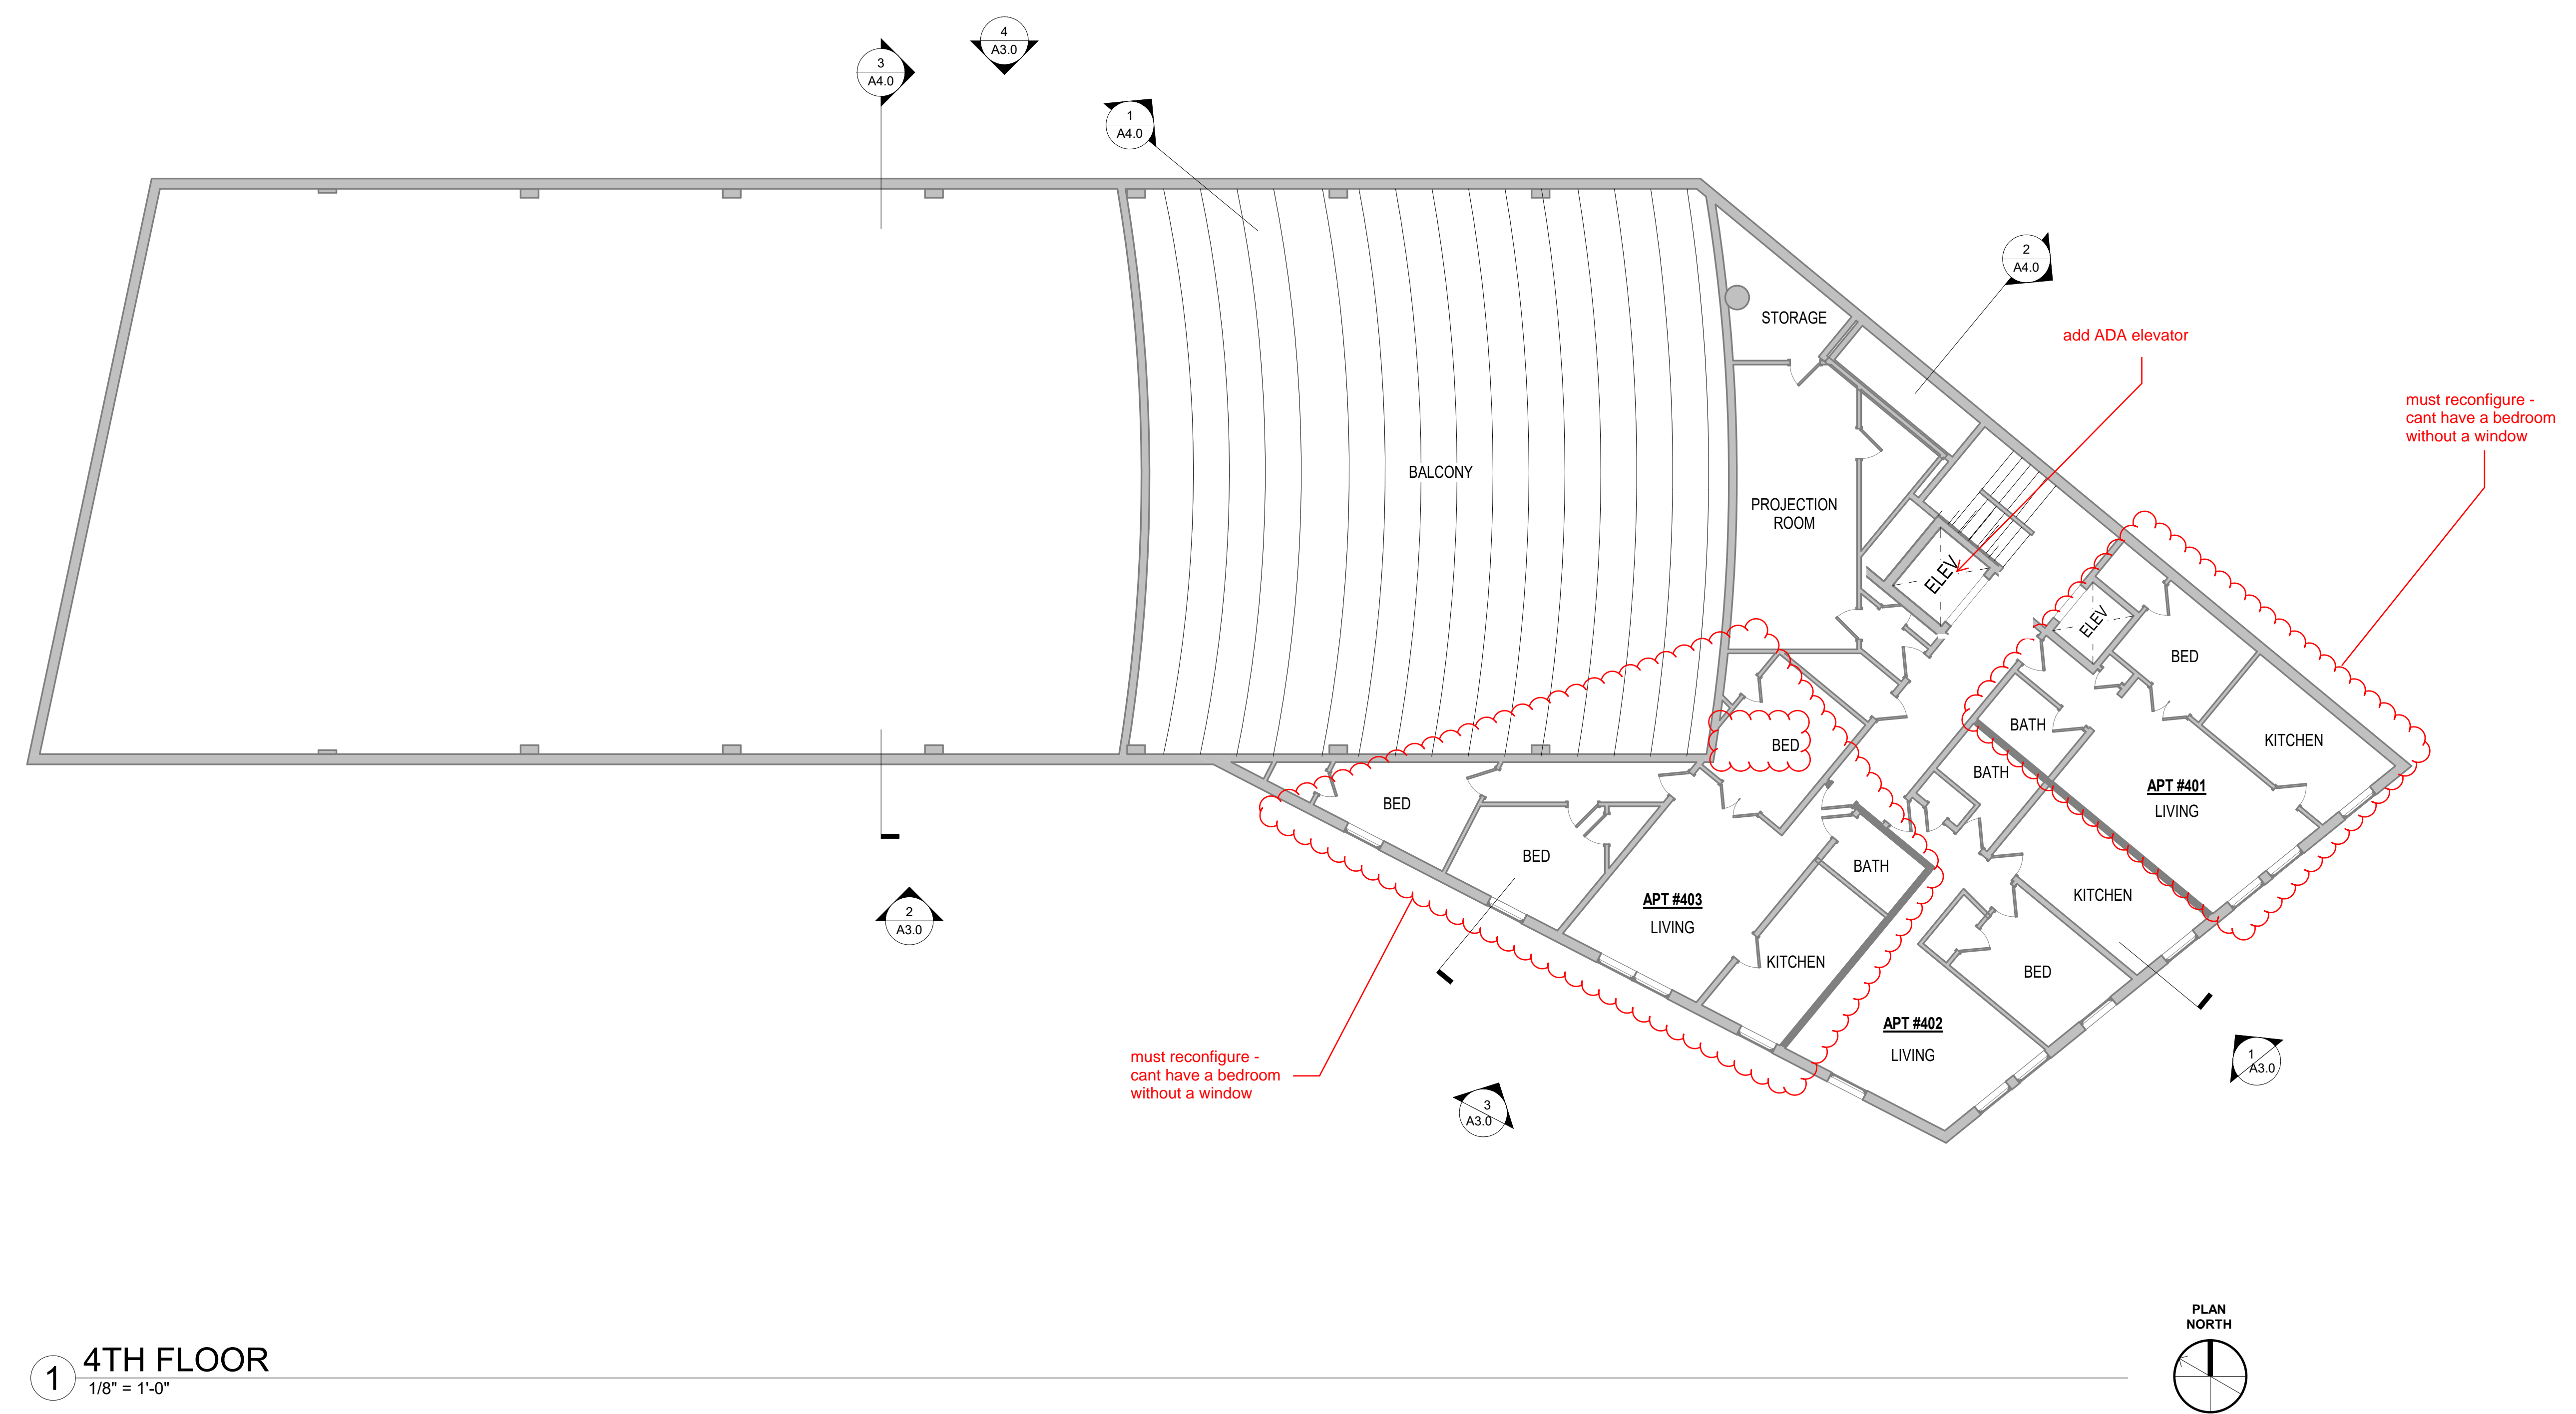 4
A3.0
3
A4.0
1
A4.0
2
A4.0
STORAGE
add ADA elevator
must reconfigure -
cant have a bedroom
without a window
BALCONY
PROJECTION
ROOM
ELEV
ELEV
BED
BATH
KITCHEN
BED
BATH
APT #401
LIVING
BED
BED
BATH
KITCHEN
APT #403
LIVING
2
A3.0
KITCHEN
BED
APT #402
LIVING
must reconfigure -
cant have a bedroom
without a window
1
A3.0
3
A3.0
PLAN
NORTH
1
4TH FLOOR
1/8" = 1'-0"